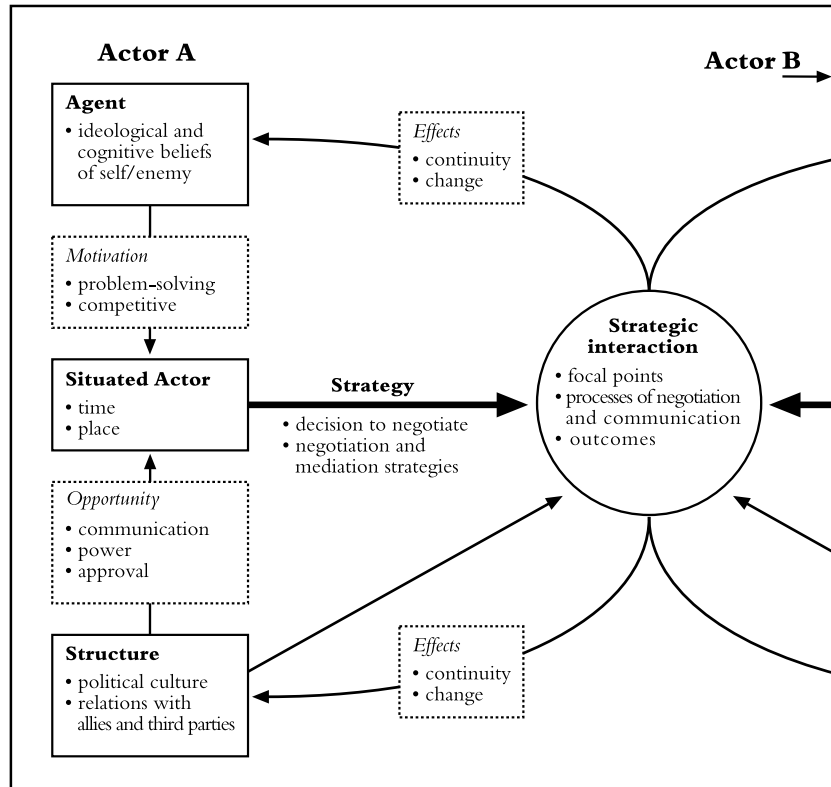 Actor A
Actor B
Agent
• ideological and
cognitive beliefs
of self/enemy
Effects
• continuity
• change
Motivation
• problem-solving
• competitive
Situated Actor
• time
• place
Strategy
• decision to negotiate
• negotiation and
mediation strategies
Strategic
interaction
• focal points
• processes of negotiation
and communication
• outcomes
Opportunity
• communication
• power
• approval
Structure
• political culture
• relations with
allies and third parties
Effects
• continuity
• change